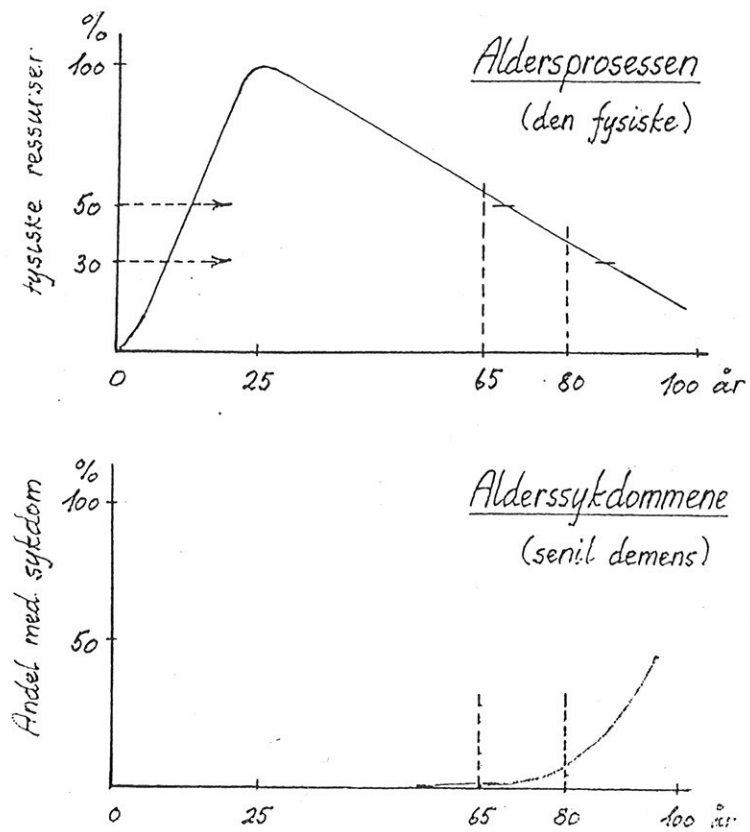 %
100
fysiske ressurser
50
30
Aldersprosessen
(den fysiske)
0 25 65 80 100 år
%
100
Andel med sykdom
50
Alderssykdommene
(senil demens)
0 25 65 80 100 år